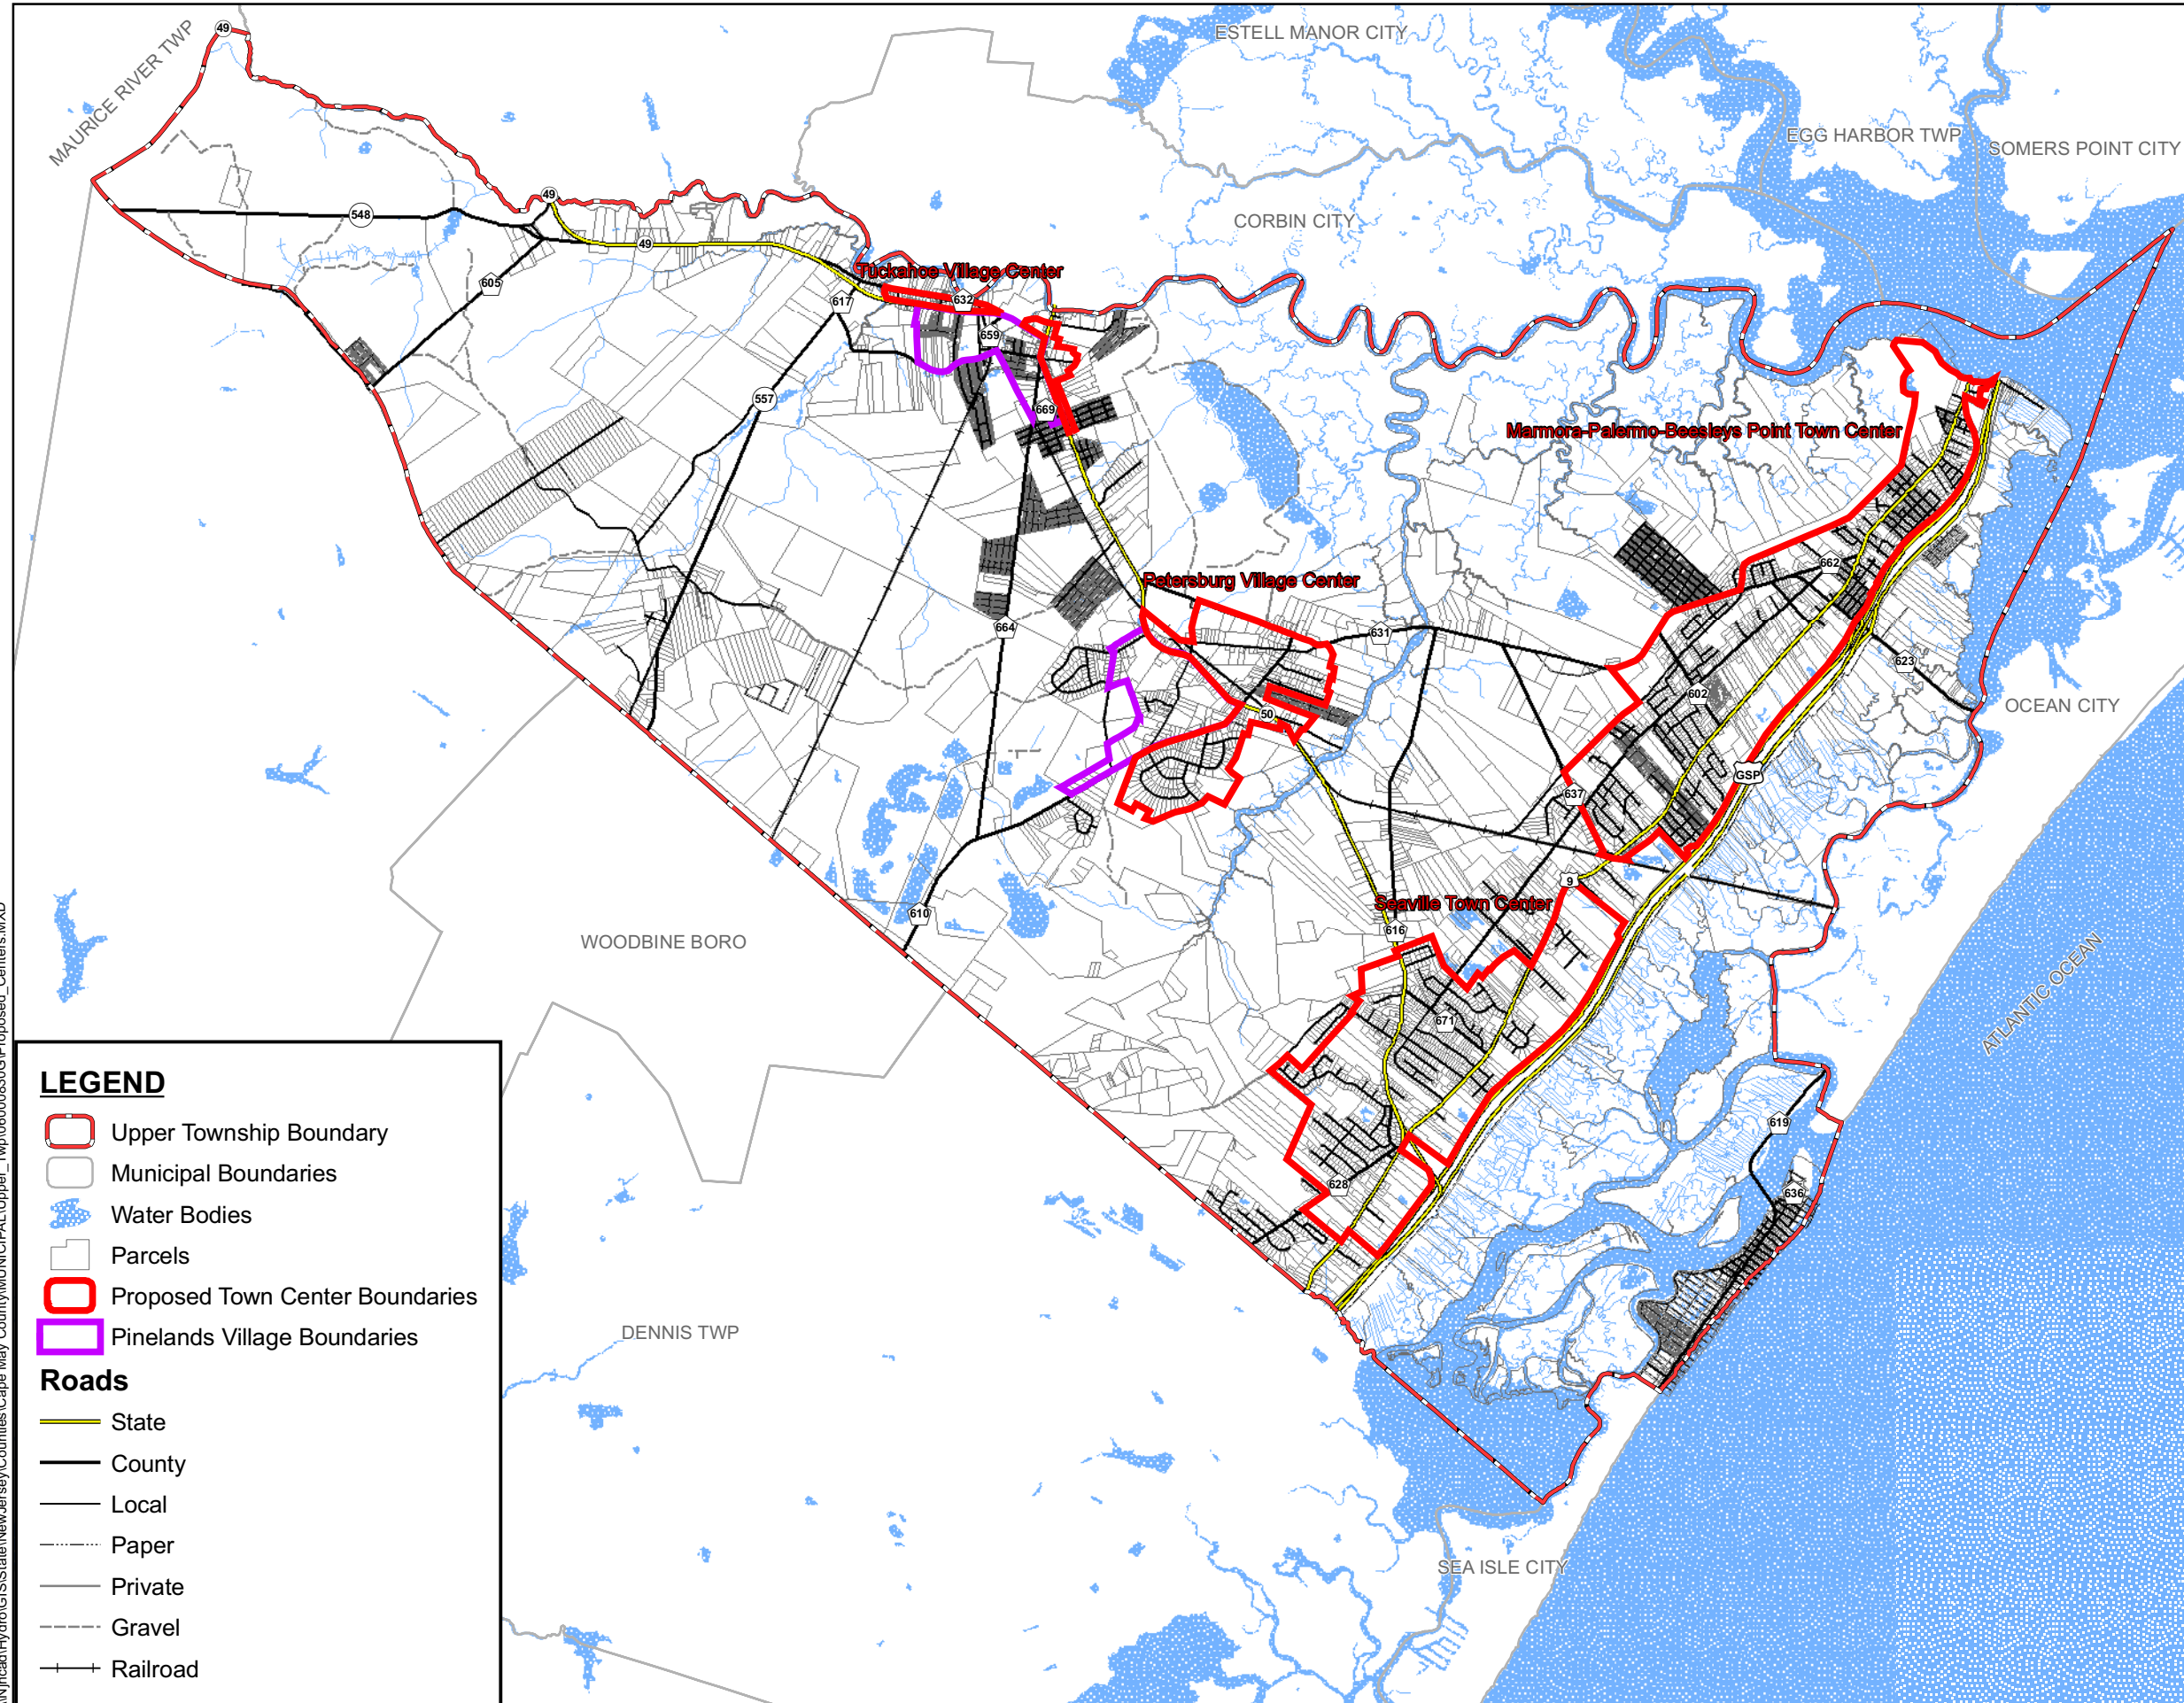 ESTELL MANOR CITY
MAURICE RIVER TWP
49
EGG HARBOR TWP
SOMERS POINT CITY
49
548
CORBIN CITY
49
Tuckahoe Village Center
605
617
632
659
557
669
Marmora-Palermo-Beesleys Point Town Center
662
Petersburg Village Center
664
631
623
602
OCEAN CITY
50
GSP
637
9
Seaville Town Center
610
616
WOODBINE BORO
ATLANTIC OCEAN
671
619
628
636
DENNIS TWP
SEA ISLE CITY
LEGEND
Upper Township Boundary
Municipal Boundaries
Water Bodies
Parcels
Proposed Town Center Boundaries
Pinelands Village Boundaries
Roads
State
County
Local
Paper
Private
Gravel
Railroad